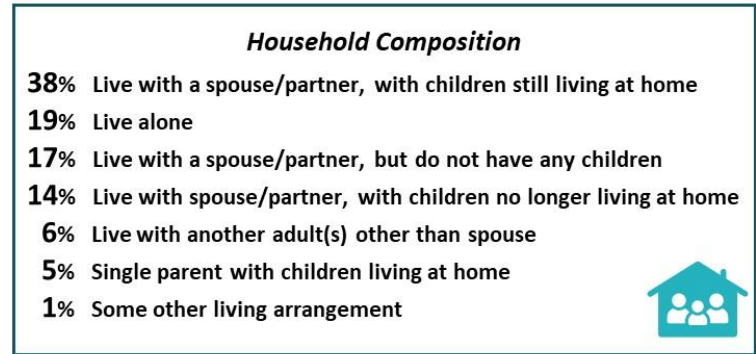 Household Composition
38% Live with a spouse/partner, with children still living at home
19% Live alone
17% Live with a spouse/partner, but do not have any children
14% Live with spouse/partner, with children no longer living at home
6% Live with another adult(s) other than spouse
5% Single parent with children living at home
1% Some other living arrangement